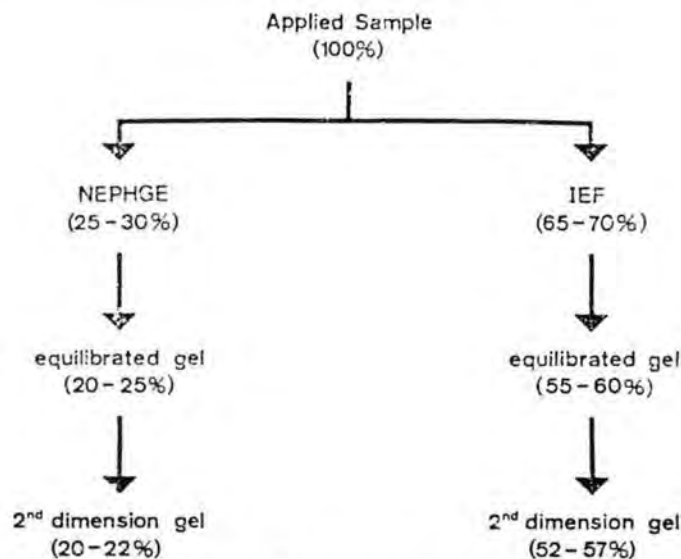 Applied Sample
(100%)
NEPHGE
(25-30%)
IEF
(65-70%)
equilibrated gel
(20-25%)
equilibrated gel
(55-60%)
2nd dimension gel
(20-22%)
2nd dimension gel
(52-57%)